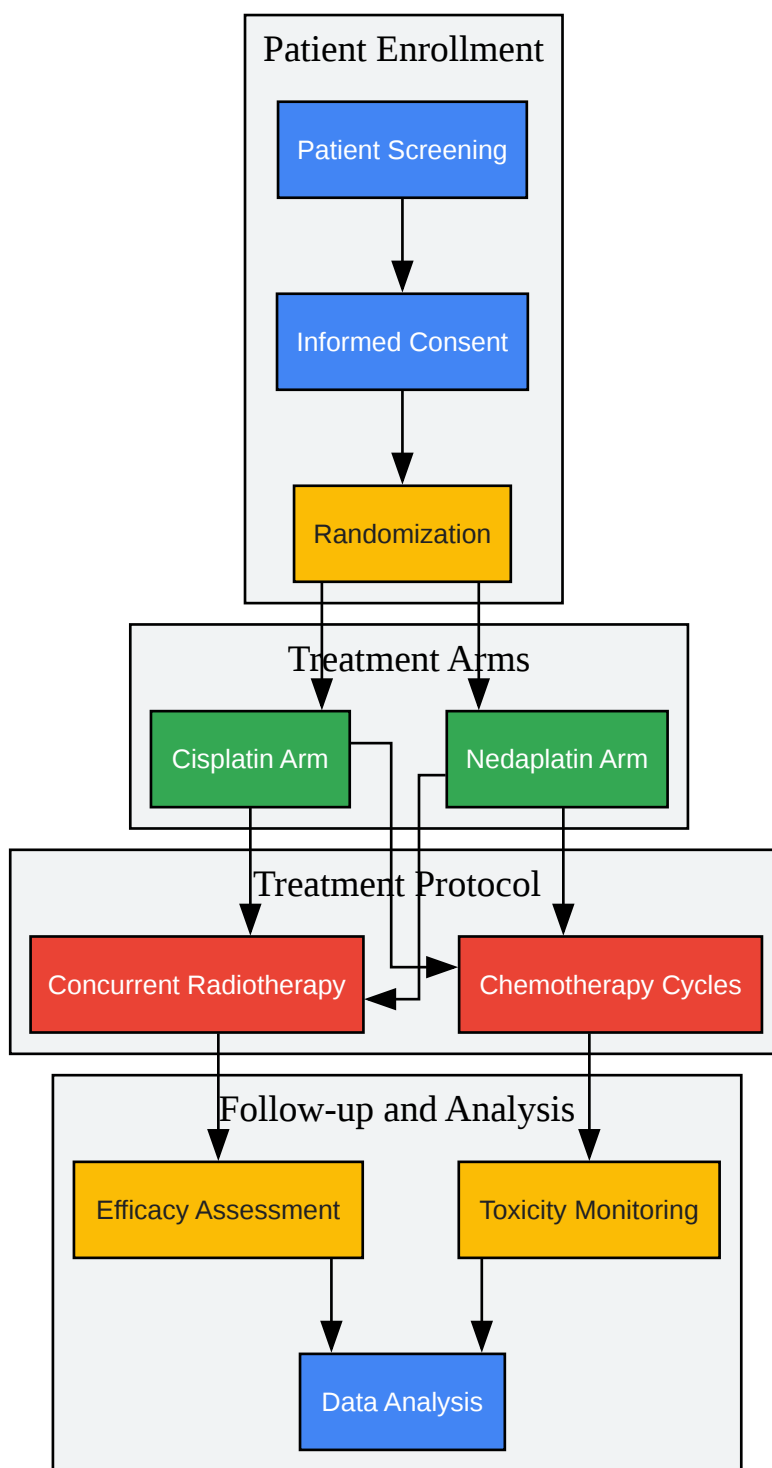 Patient Enrollment
Patient Screening
Informed Consent
Randomization
Treatment Arms
Cisplatin Arm
Nedaplatin Arm
Treatment Protocol
Concurrent Radiotherapy
Chemotherapy Cycles
Follow-up and Analysis
Efficacy Assessment
Toxicity Monitoring
Data Analysis